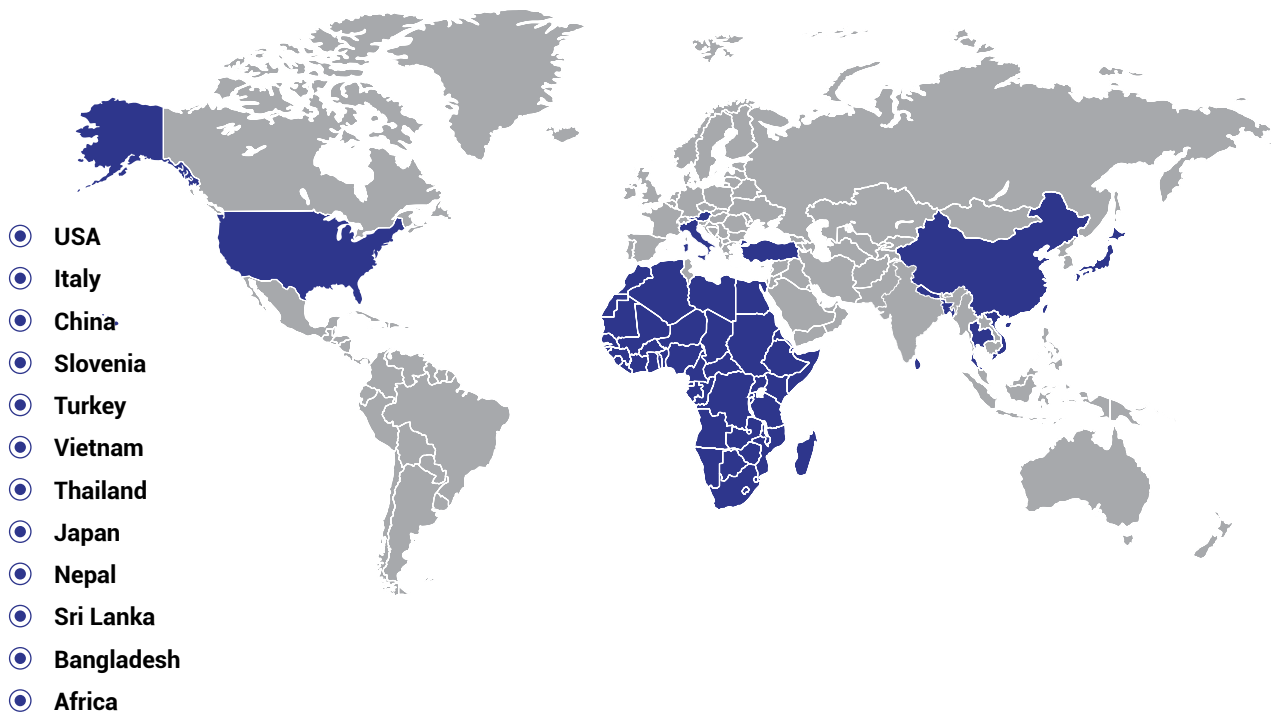 USA
Italy
China
Slovenia
Turkey
Vietnam
Thailand
Japan
Nepal
Sri Lanka
Bangladesh
Africa